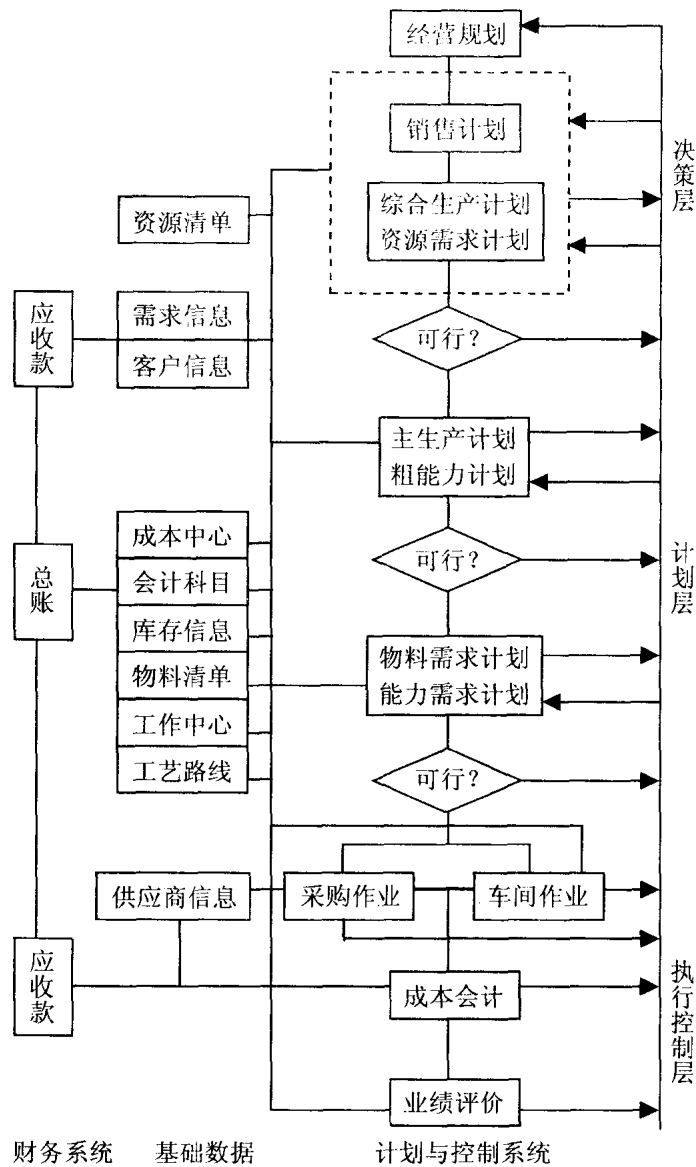 经营规划
销售计划
综合生产计划
资源需求计划
决策层
资源清单
应收款
需求信息
客户信息
可行?
主生产计划
粗能力计划
总账
成本中心
会计科目
库存信息
物料清单
工作中心
工艺路线
可行?
计划层
物料需求计划
能力需求计划
可行?
供应商信息
采购作业
车间作业
应收款
成本会计
执行控制层
业绩评价
财务系统 基础数据 计划与控制系统